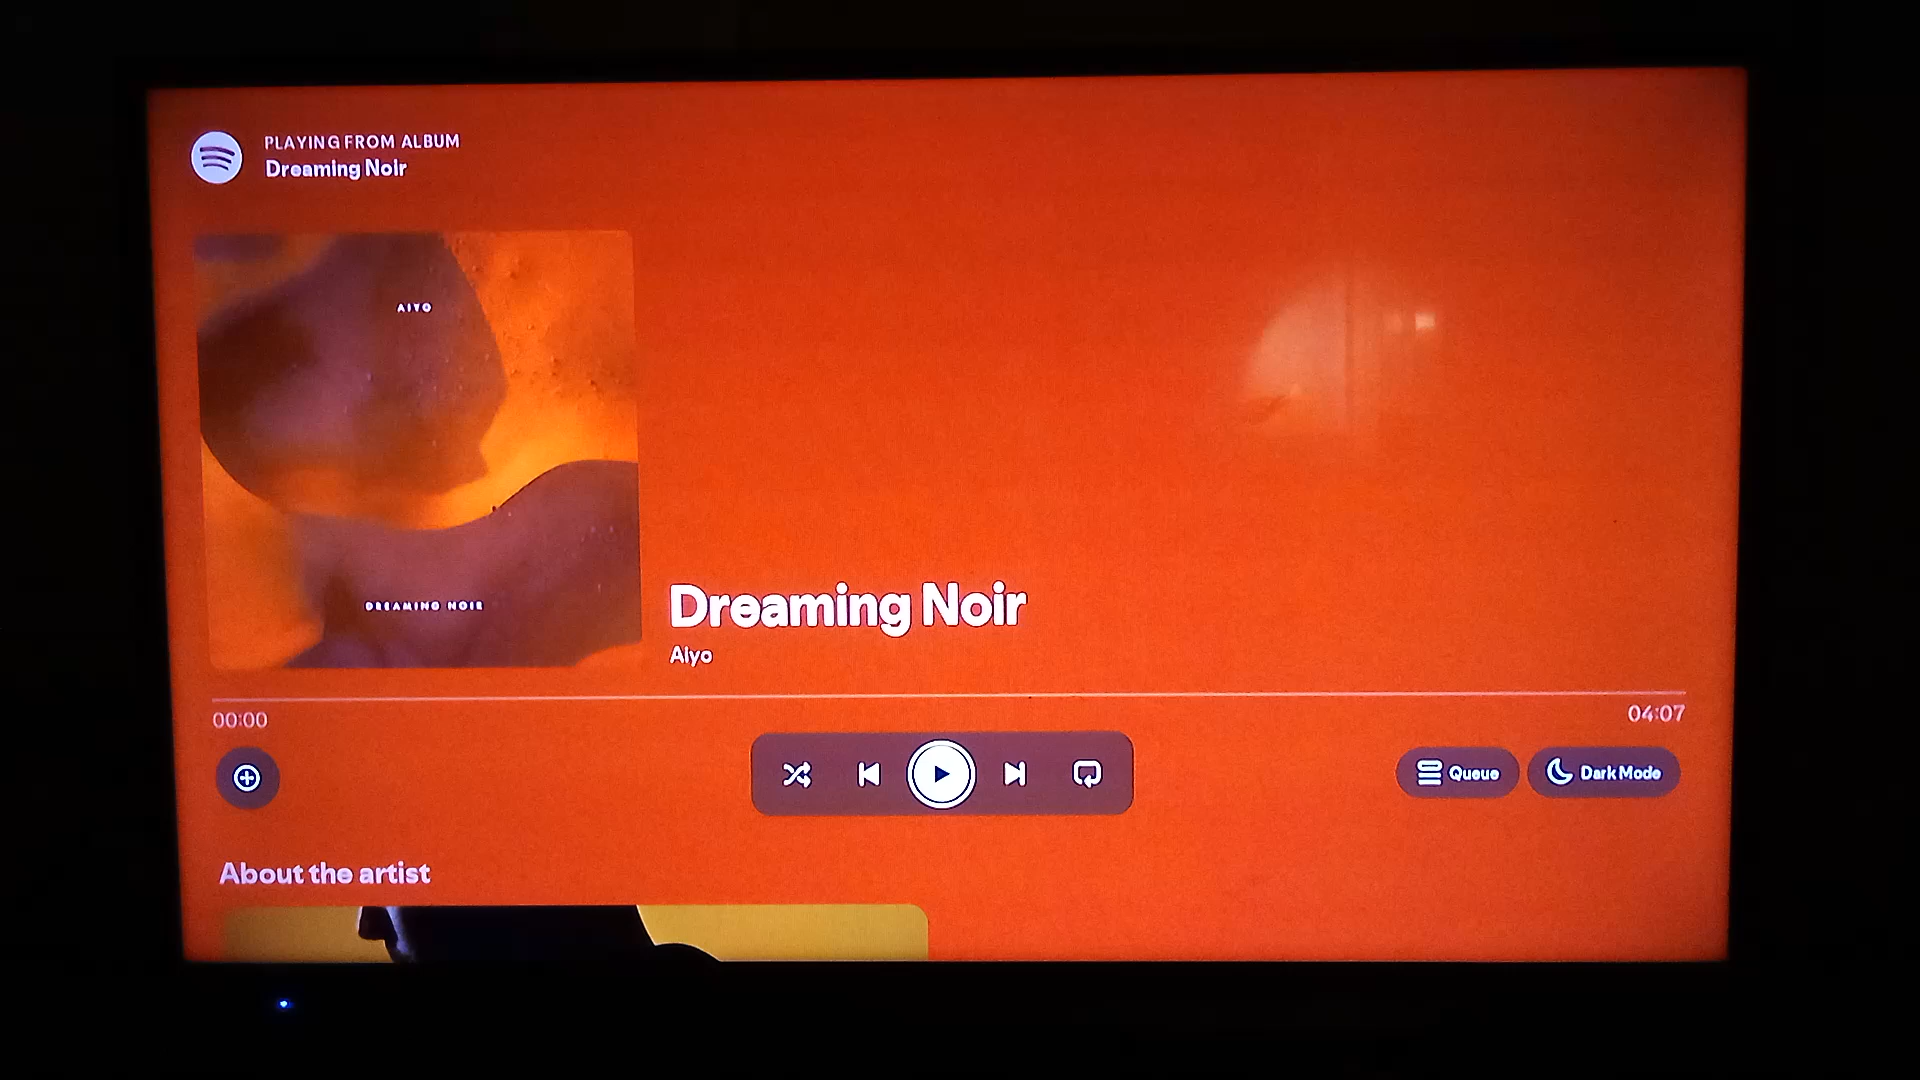 PLAYING FROM ALBUM
Dreaming Noir
AIYO
DREAMING NOIR
Dreaming Noir
Aiyo
00:00
04:07
Queue
Dark Mode
About the artist